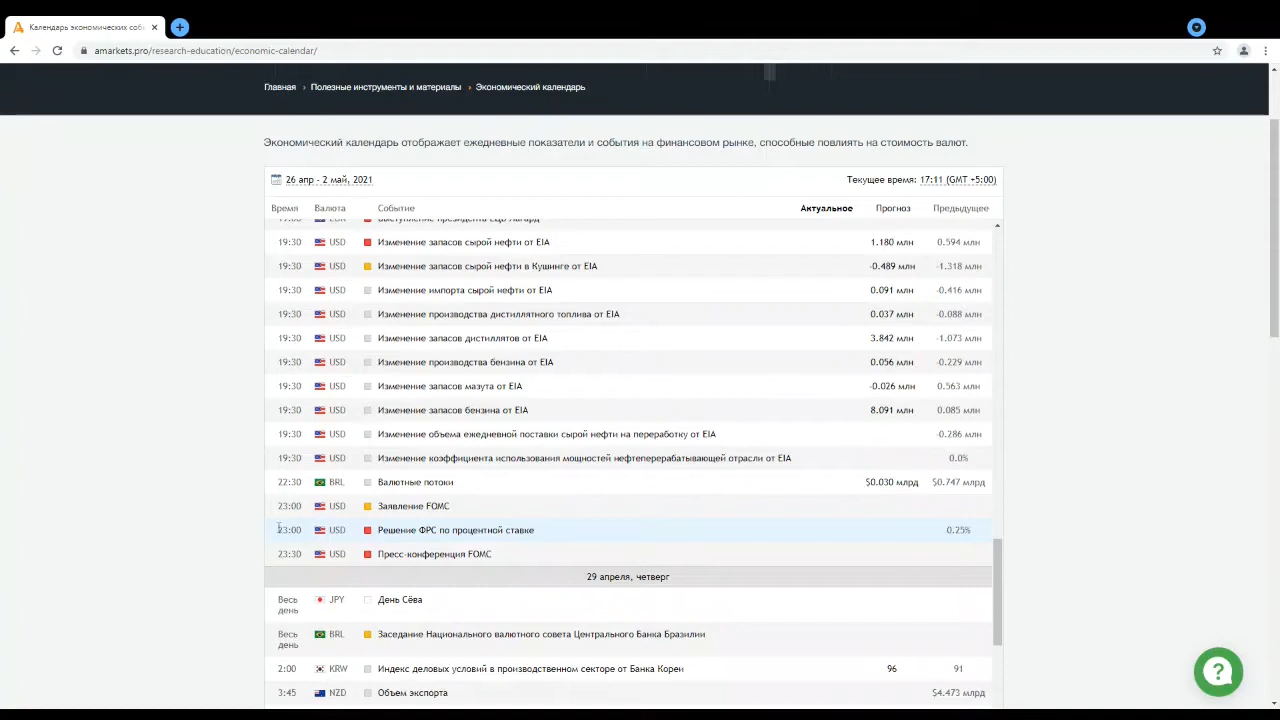 Календарь экономических соб
amarkets.pro/research-education/economic-calendar/
Главная › Полезные инструменты и материалы › Экономический календарь
Экономический календарь отображает ежедневные показатели и события на финансовом рынке, способные повлиять на стоимость валют.
26 апр - 2 май, 2021 Текущее время: 17:11 (GMT +5:00)
Время Валюта Событие Актуальное Прогноз Предыдущее
Выступление президента ЕЦБ Лагард
19:30 USD Изменение запасов сырой нефти от EIA 1.180 млн 0.594 млн
19:30 USD Изменение запасов сырой нефти в Кушинге от EIA -0.489 млн -1.318 млн
19:30 USD Изменение импорта сырой нефти от EIA 0.091 млн -0.416 млн
19:30 USD Изменение производства дистиллятного топлива от EIA 0.037 млн -0.088 млн
19:30 USD Изменение запасов дистиллятов от EIA 3.842 млн -1.073 млн
19:30 USD Изменение производства бензина от EIA 0.056 млн -0.229 млн
19:30 USD Изменение запасов мазута от EIA -0.026 млн 0.563 млн
19:30 USD Изменение запасов бензина от EIA 8.091 млн 0.085 млн
19:30 USD Изменение объема ежедневной поставки сырой нефти на переработку от EIA -0.286 млн
19:30 USD Изменение коэффициента использования мощностей нефтеперерабатывающей отрасли от EIA 0.0%
22:30 BRL Валютные потоки $0.030 млрд $0.747 млрд
23:00 USD Заявление FOMC
23:00 USD Решение ФРС по процентной ставке 0.25%
23:30 USD Пресс-конференция FOMC
29 апреля, четверг
Весь день JPY День Сёва
Весь день BRL Заседание Национального валютного совета Центрального Банка Бразилии
2:00 KRW Индекс деловых условий в производственном секторе от Банка Кореи 96 91
3:45 NZD Объем экспорта $4.473 млрд